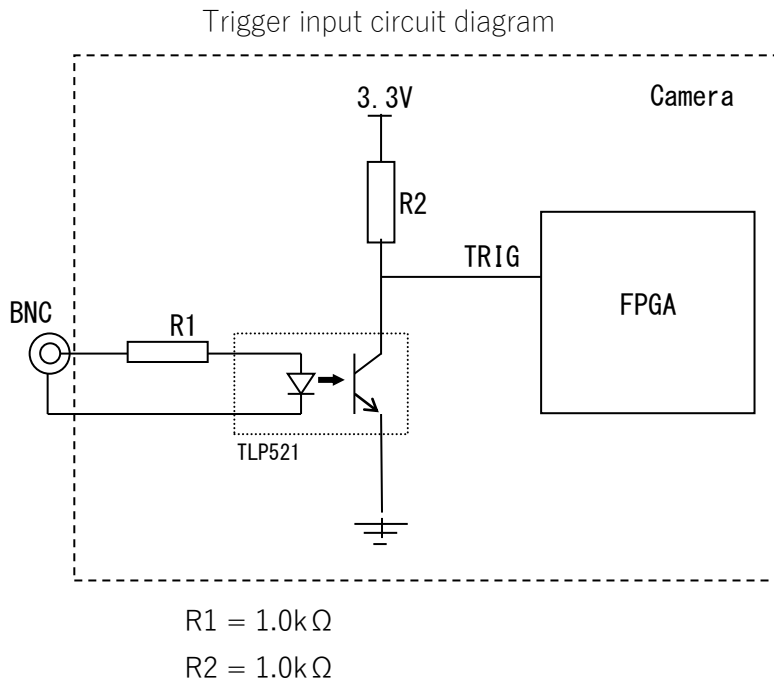 Trigger input circuit diagram
3.3V
Camera
R2
TRIG
FPGA
BNC
R1
TLP521
R1 = 1.0kΩ
R2 = 1.0kΩ